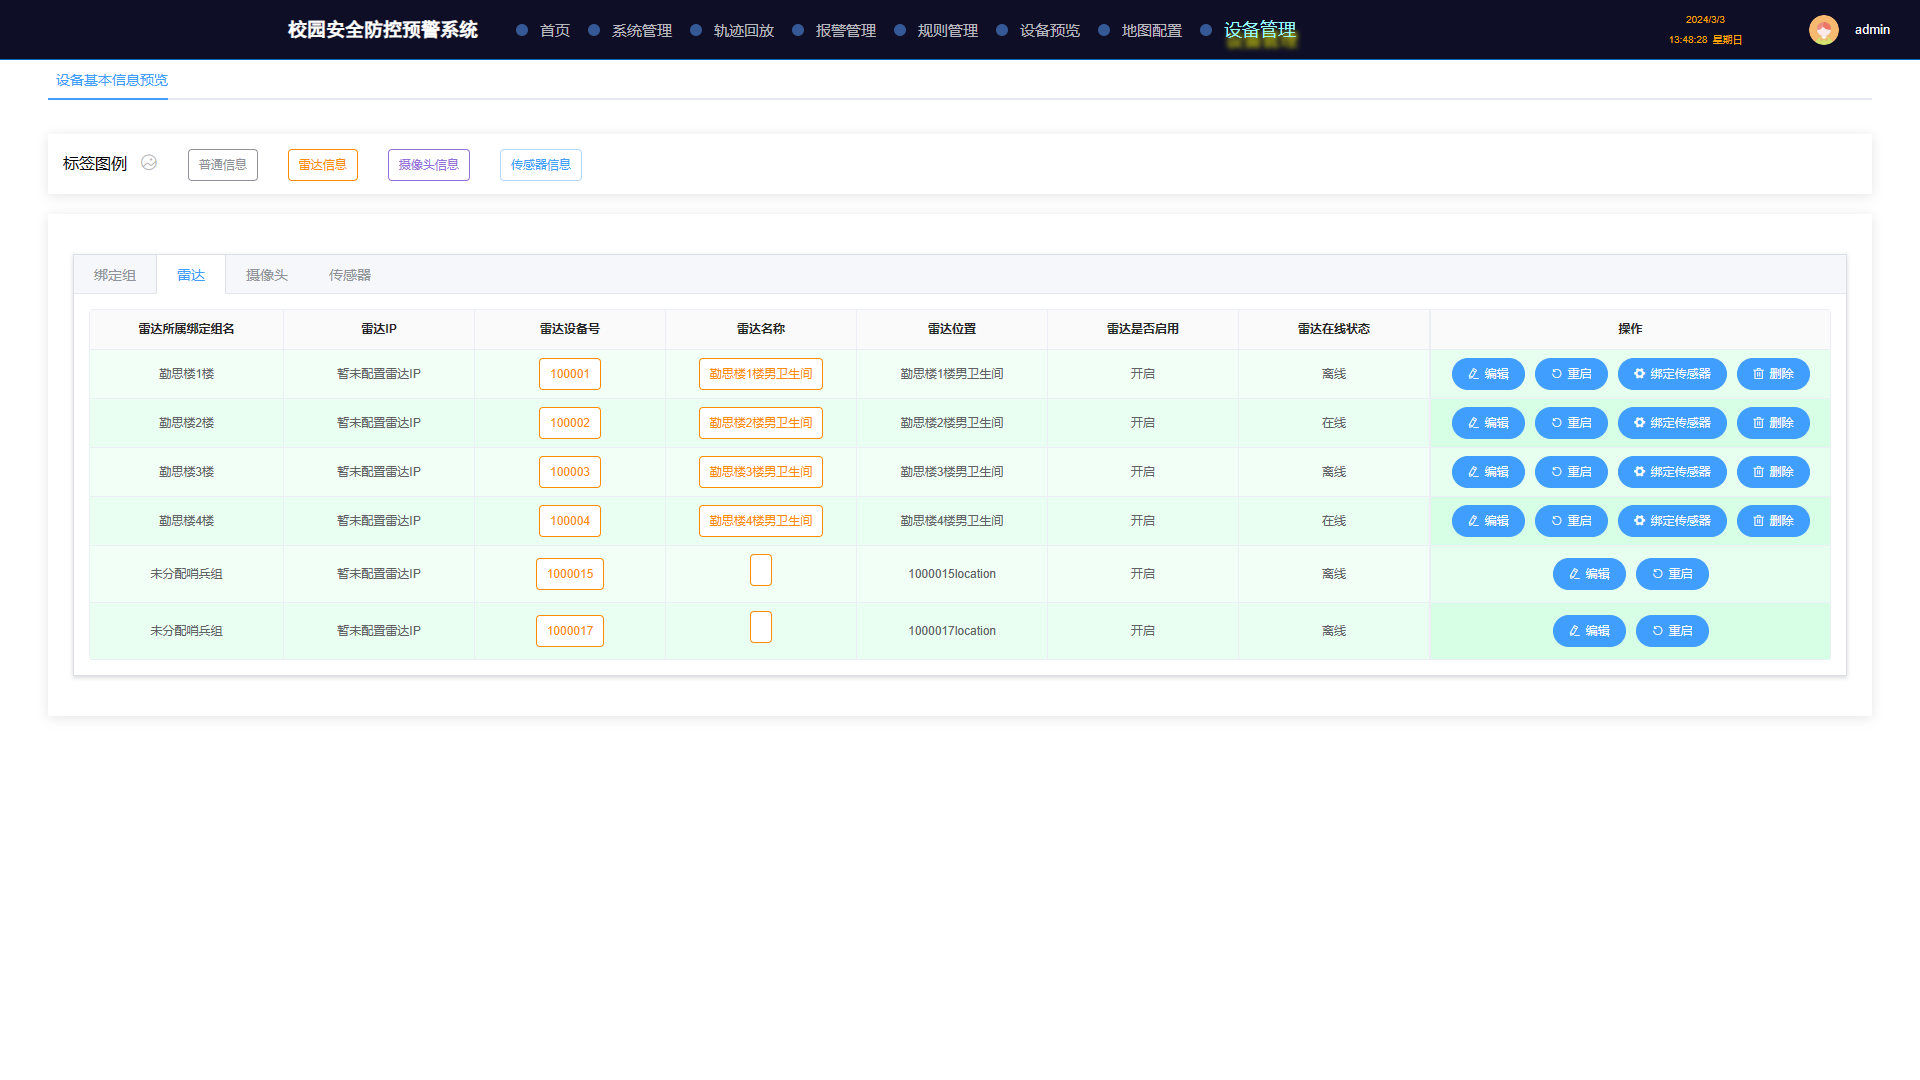 校园安全防控预警系统 首页 系统管理 轨迹回放 报警管理 规则管理 设备预览 地图配置 设备管理 2024/3/3 admin
13:48:28 星期日
设备基本信息预览
标签图例 普通信息 雷达信息 摄像头信息 传感器信息
绑定组 雷达 摄像头 传感器
雷达所属绑定组名 雷达IP 雷达设备号 雷达名称 雷达位置 雷达是否启用 雷达在线状态 操作
勤思楼1楼 暂未配置雷达IP 100001 勤思楼1楼男卫生间 勤思楼1楼男卫生间 开启 离线 编辑 重启 绑定传感器 删除
勤思楼2楼 暂未配置雷达IP 100002 勤思楼2楼男卫生间 勤思楼2楼男卫生间 开启 在线 编辑 重启 绑定传感器 删除
勤思楼3楼 暂未配置雷达IP 100003 勤思楼3楼男卫生间 勤思楼3楼男卫生间 开启 离线 编辑 重启 绑定传感器 删除
勤思楼4楼 暂未配置雷达IP 100004 勤思楼4楼男卫生间 勤思楼4楼男卫生间 开启 在线 编辑 重启 绑定传感器 删除
未分配哨兵组 暂未配置雷达IP 1000015 1000015location 开启 离线 编辑 重启
未分配哨兵组 暂未配置雷达IP 1000017 1000017location 开启 离线 编辑 重启